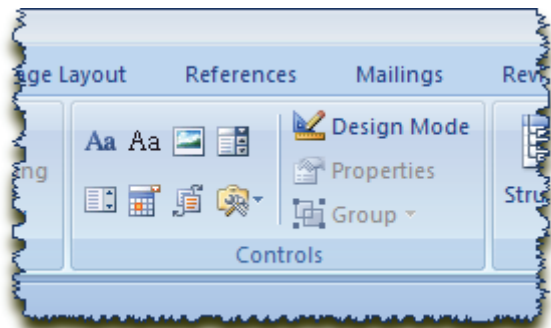 age Layout References Mailings Rev
Aa Aa Design Mode
ng Properties
Stru
Group
Controls